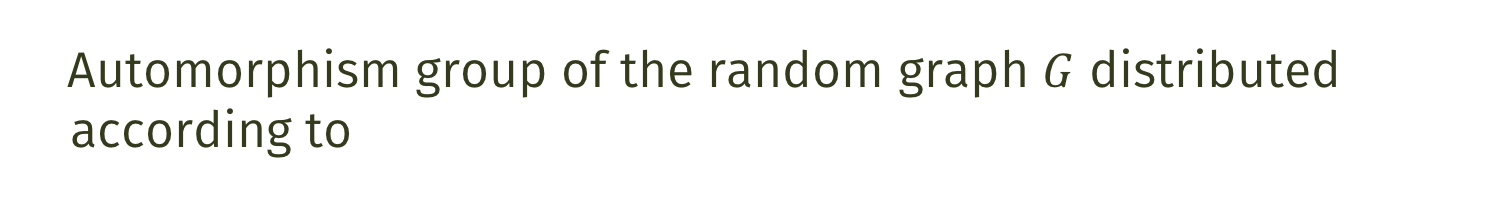 Automorphism group of the random graph G distributed
according to